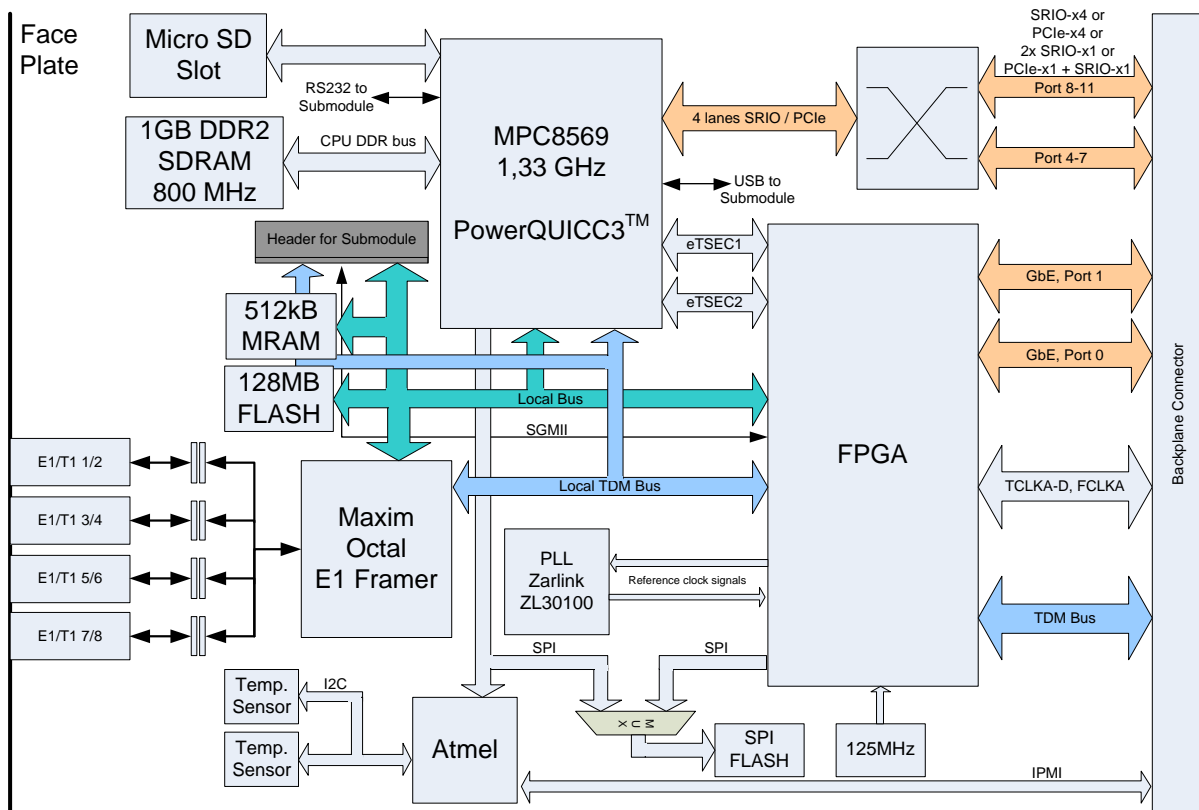 Face
Plate
Micro SD
Slot
RS232 to
Submodule
1GB DDR2
SDRAM
800 MHz
CPU DDR bus
MPC8569
1,33 GHz
PowerQUICC3™
4 lanes SRIO / PCIe
SRIO-x4 or
PCIe-x4 or
2x SRIO-x1 or
PCIe-x1 + SRIO-x1
Port 8-11
Port 4-7
USB to
Submodule
eTSEC1
eTSEC2
Header for Submodule
512kB
MRAM
128MB
FLASH
Local Bus
SGMII
Local TDM Bus
FPGA
GbE, Port 1
GbE, Port 0
TCLKA-D, FCLKA
TDM Bus
Backplane Connector
E1/T1 1/2
E1/T1 3/4
E1/T1 5/6
E1/T1 7/8
Maxim
Octal
E1 Framer
PLL
Zarlink
ZL30100
Reference clock signals
SPI
SPI
Temp.
Sensor
I2C
Temp.
Sensor
Atmel
MUX
SPI
FLASH
125MHz
IPMI